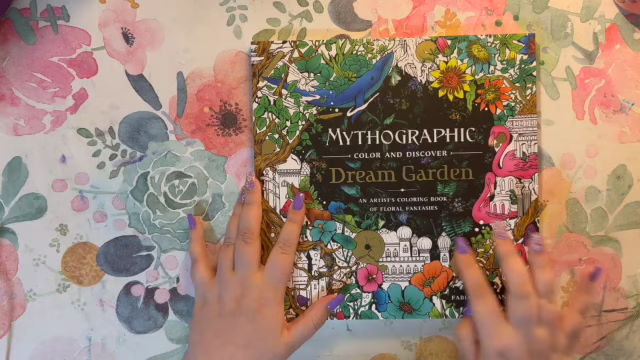 MYTHOGRAPHIC
COLOR AND DISCOVER
Dream Garden
AN ARTIST'S COLORING BOOK
OF FLORAL FANTASIES